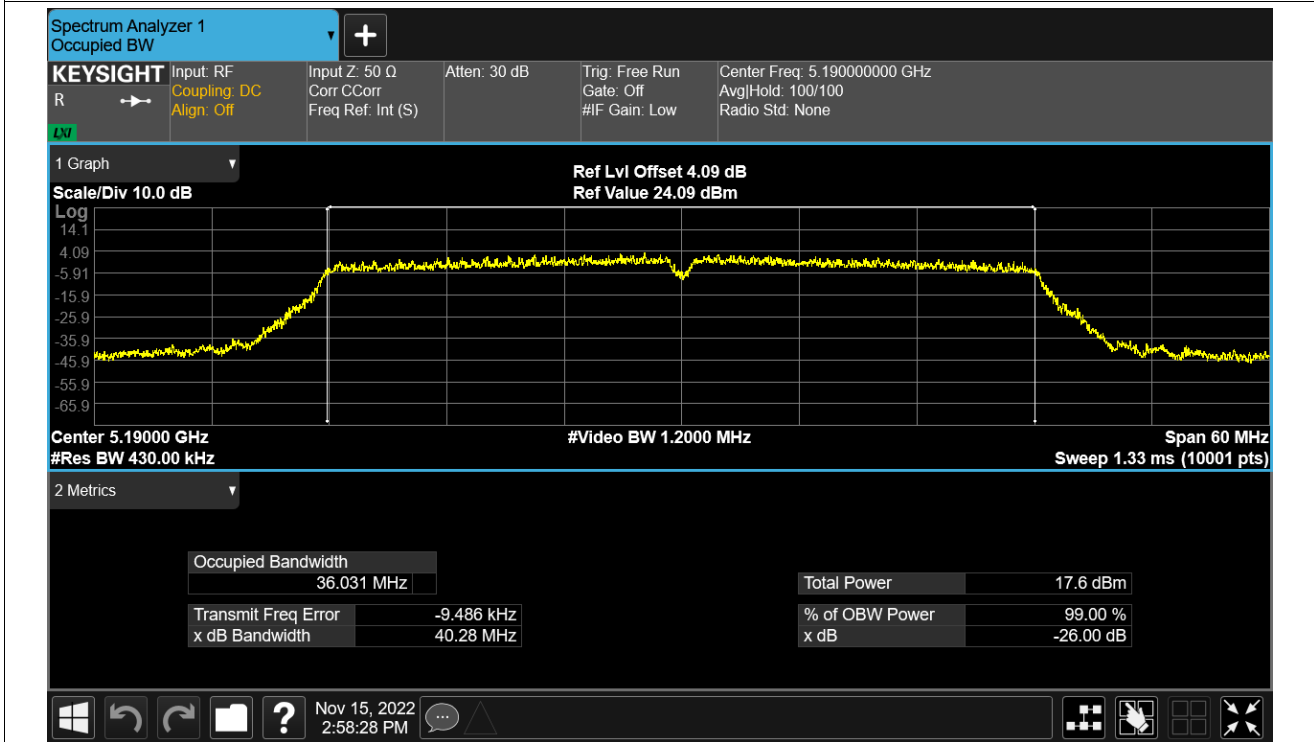 Spectrum Analyzer 1
Occupied BW
+
KEYSIGHT
R
LXI
Input: RF
Coupling: DC
Align: Off
Input Z: 50 Ω
Corr CCorr
Freq Ref: Int (S)
Atten: 30 dB
Trig: Free Run
Gate: Off
#IF Gain: Low
Center Freq: 5.190000000 GHz
Avg|Hold: 100/100
Radio Std: None
1 Graph
Scale/Div 10.0 dB
Ref Lvl Offset 4.09 dB
Ref Value 24.09 dBm
Log
14.1
4.09
-5.91
-15.9
-25.9
-35.9
-45.9
-55.9
-65.9
Center 5.19000 GHz
#Video BW 1.2000 MHz
Span 60 MHz
#Res BW 430.00 kHz
Sweep 1.33 ms (10001 pts)
2 Metrics
Occupied Bandwidth
36.031 MHz
Total Power 17.6 dBm
Transmit Freq Error -9.486 kHz
% of OBW Power 99.00 %
x dB Bandwidth 40.28 MHz
x dB -26.00 dB
?
Nov 15, 2022
2:58:28 PM